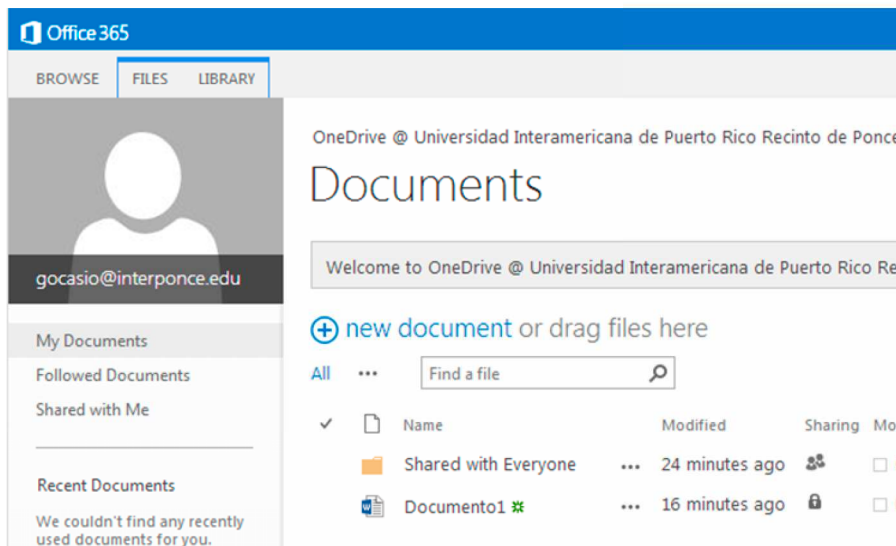 Office 365
BROWSE FILES LIBRARY
gocasio@interponce.edu
My Documents
Followed Documents
Shared with Me
Recent Documents
We couldn't find any recently
used documents for you.
OneDrive @ Universidad Interamericana de Puerto Rico Recinto de Ponce
Documents
Welcome to OneDrive @ Universidad Interamericana de Puerto Rico Re
new document or drag files here
All ••• Find a file
Name Modified Sharing Mo
Shared with Everyone ••• 24 minutes ago
Documento1 ••• 16 minutes ago